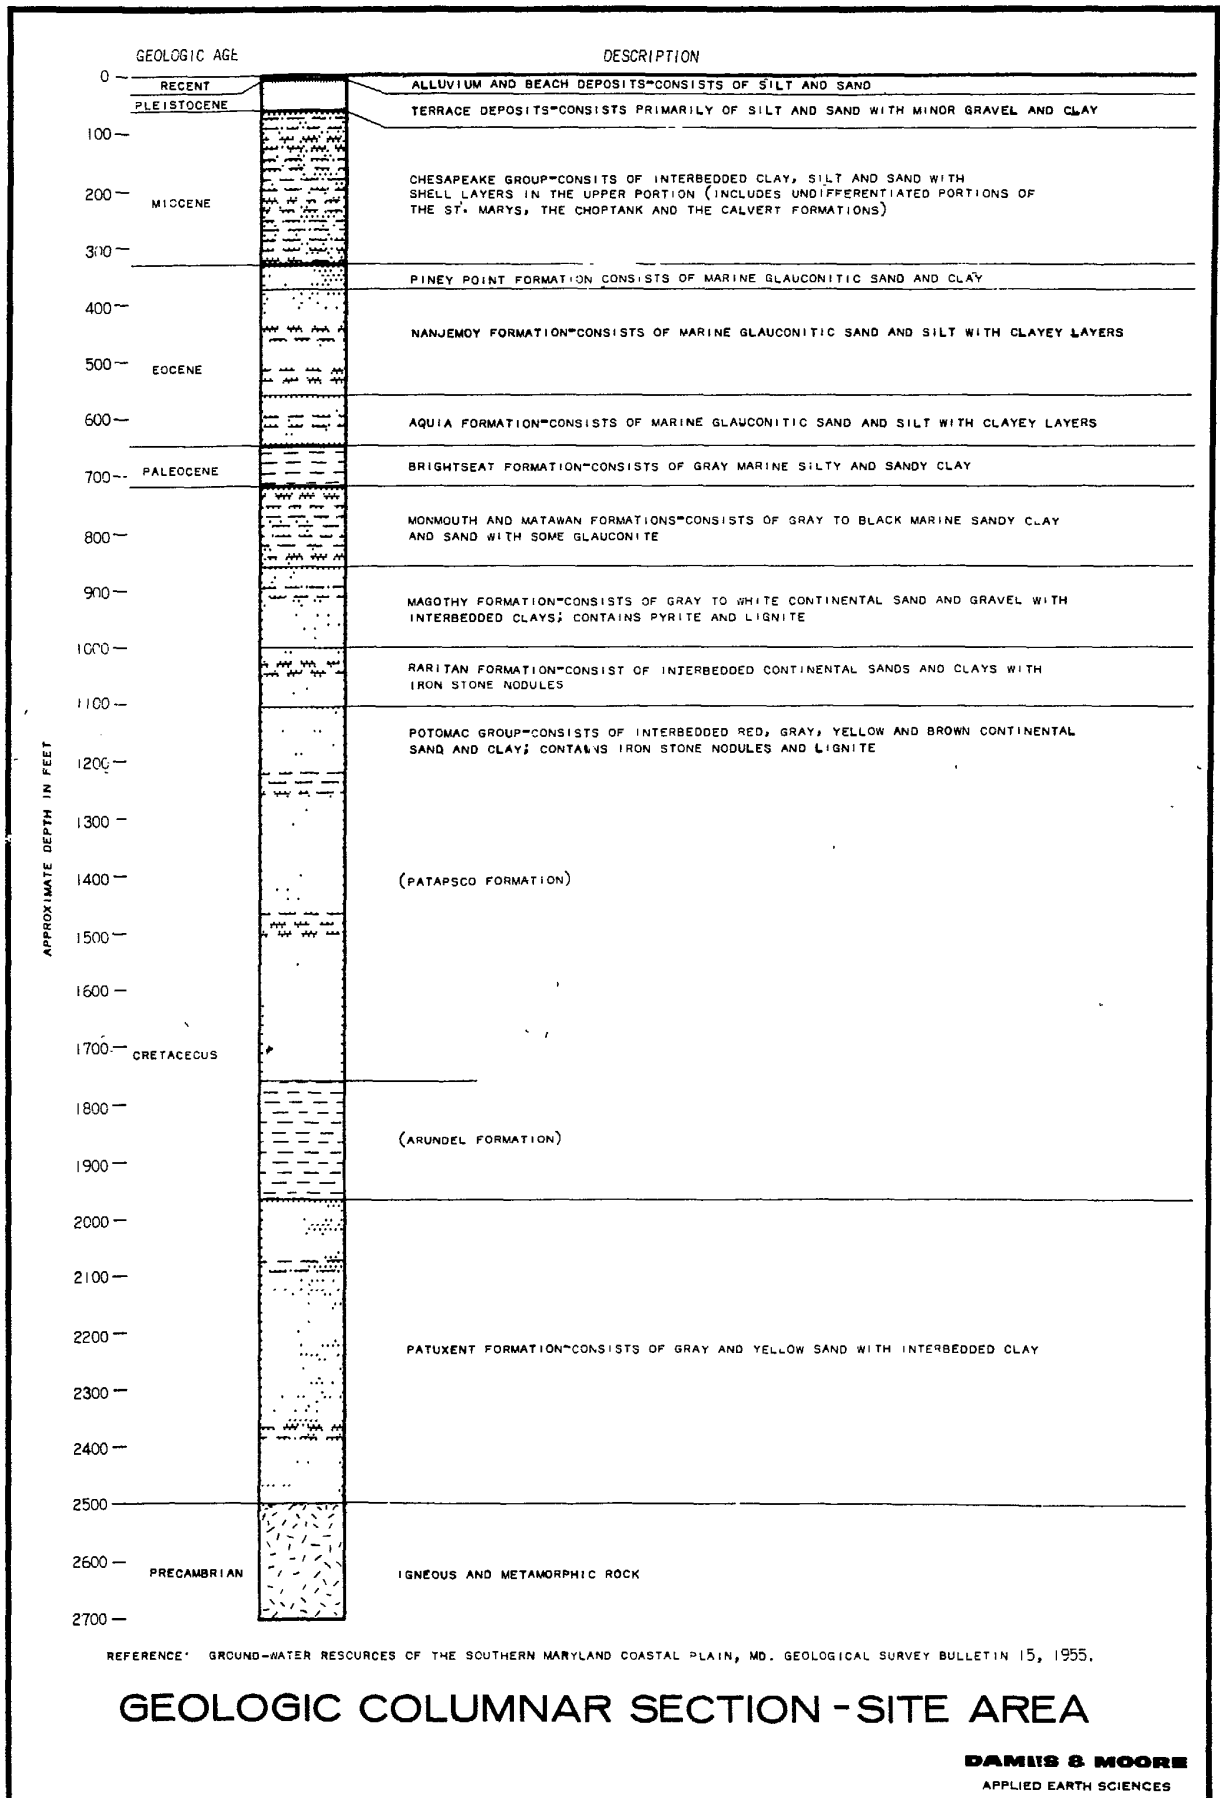 GEOLOGIC AGE
DESCRIPTION
0
RECENT
ALLUVIUM AND BEACH DEPOSITS-CONSISTS OF SILT AND SAND
PLEISTOCENE
TERRACE DEPOSITS-CONSISTS PRIMARILY OF SILT AND SAND WITH MINOR GRAVEL AND CLAY
100
CHESAPEAKE GROUP-CONSITS OF INTERBEDDED CLAY, SILT AND SAND WITH
SHELL LAYERS IN THE UPPER PORTION (INCLUDES UNDIFFERENTIATED PORTIONS OF
THE ST. MARYS, THE CHOPTANK AND THE CALVERT FORMATIONS)
200
MIOCENE
300
PINEY POINT FORMATION CONSISTS OF MARINE GLAUCONITIC SAND AND CLAY
400
NANJEMOY FORMATION-CONSISTS OF MARINE GLAUCONITIC SAND AND SILT WITH CLAYEY LAYERS
500
EOCENE
600
AQUIA FORMATION-CONSISTS OF MARINE GLAUCONITIC SAND AND SILT WITH CLAYEY LAYERS
PALEOCENE
BRIGHTSEAT FORMATION-CONSISTS OF GRAY MARINE SILTY AND SANDY CLAY
700
MONMOUTH AND MATAWAN FORMATIONS-CONSISTS OF GRAY TO BLACK MARINE SANDY CLAY
AND SAND WITH SOME GLAUCONITE
800
900
MAGOTHY FORMATION-CONSISTS OF GRAY TO WHITE CONTINENTAL SAND AND GRAVEL WITH
INTERBEDDED CLAYS; CONTAINS PYRITE AND LIGNITE
1000
RARITAN FORMATION-CONSIST OF INTERBEDDED CONTINENTAL SANDS AND CLAYS WITH
IRON STONE NODULES
1100
POTOMAC GROUP-CONSISTS OF INTERBEDDED RED, GRAY, YELLOW AND BROWN CONTINENTAL
SAND AND CLAY; CONTAINS IRON STONE NODULES AND LIGNITE
1200
APPROXIMATE DEPTH IN FEET
1300
1400
(PATAPSCO FORMATION)
1500
1600
1700
CRETACECUS
1800
(ARUNDEL FORMATION)
1900
2000
2100
2200
PATUXENT FORMATION-CONSISTS OF GRAY AND YELLOW SAND WITH INTERBEDDED CLAY
2300
2400
2500
2600
PRECAMBRIAN
IGNEOUS AND METAMORPHIC ROCK
2700
REFERENCE: GROUND-WATER RESOURCES OF THE SOUTHERN MARYLAND COASTAL PLAIN, MD. GEOLOGICAL SURVEY BULLETIN 15, 1955.
GEOLOGIC COLUMNAR SECTION - SITE AREA
DAMES & MOORE
APPLIED EARTH SCIENCES